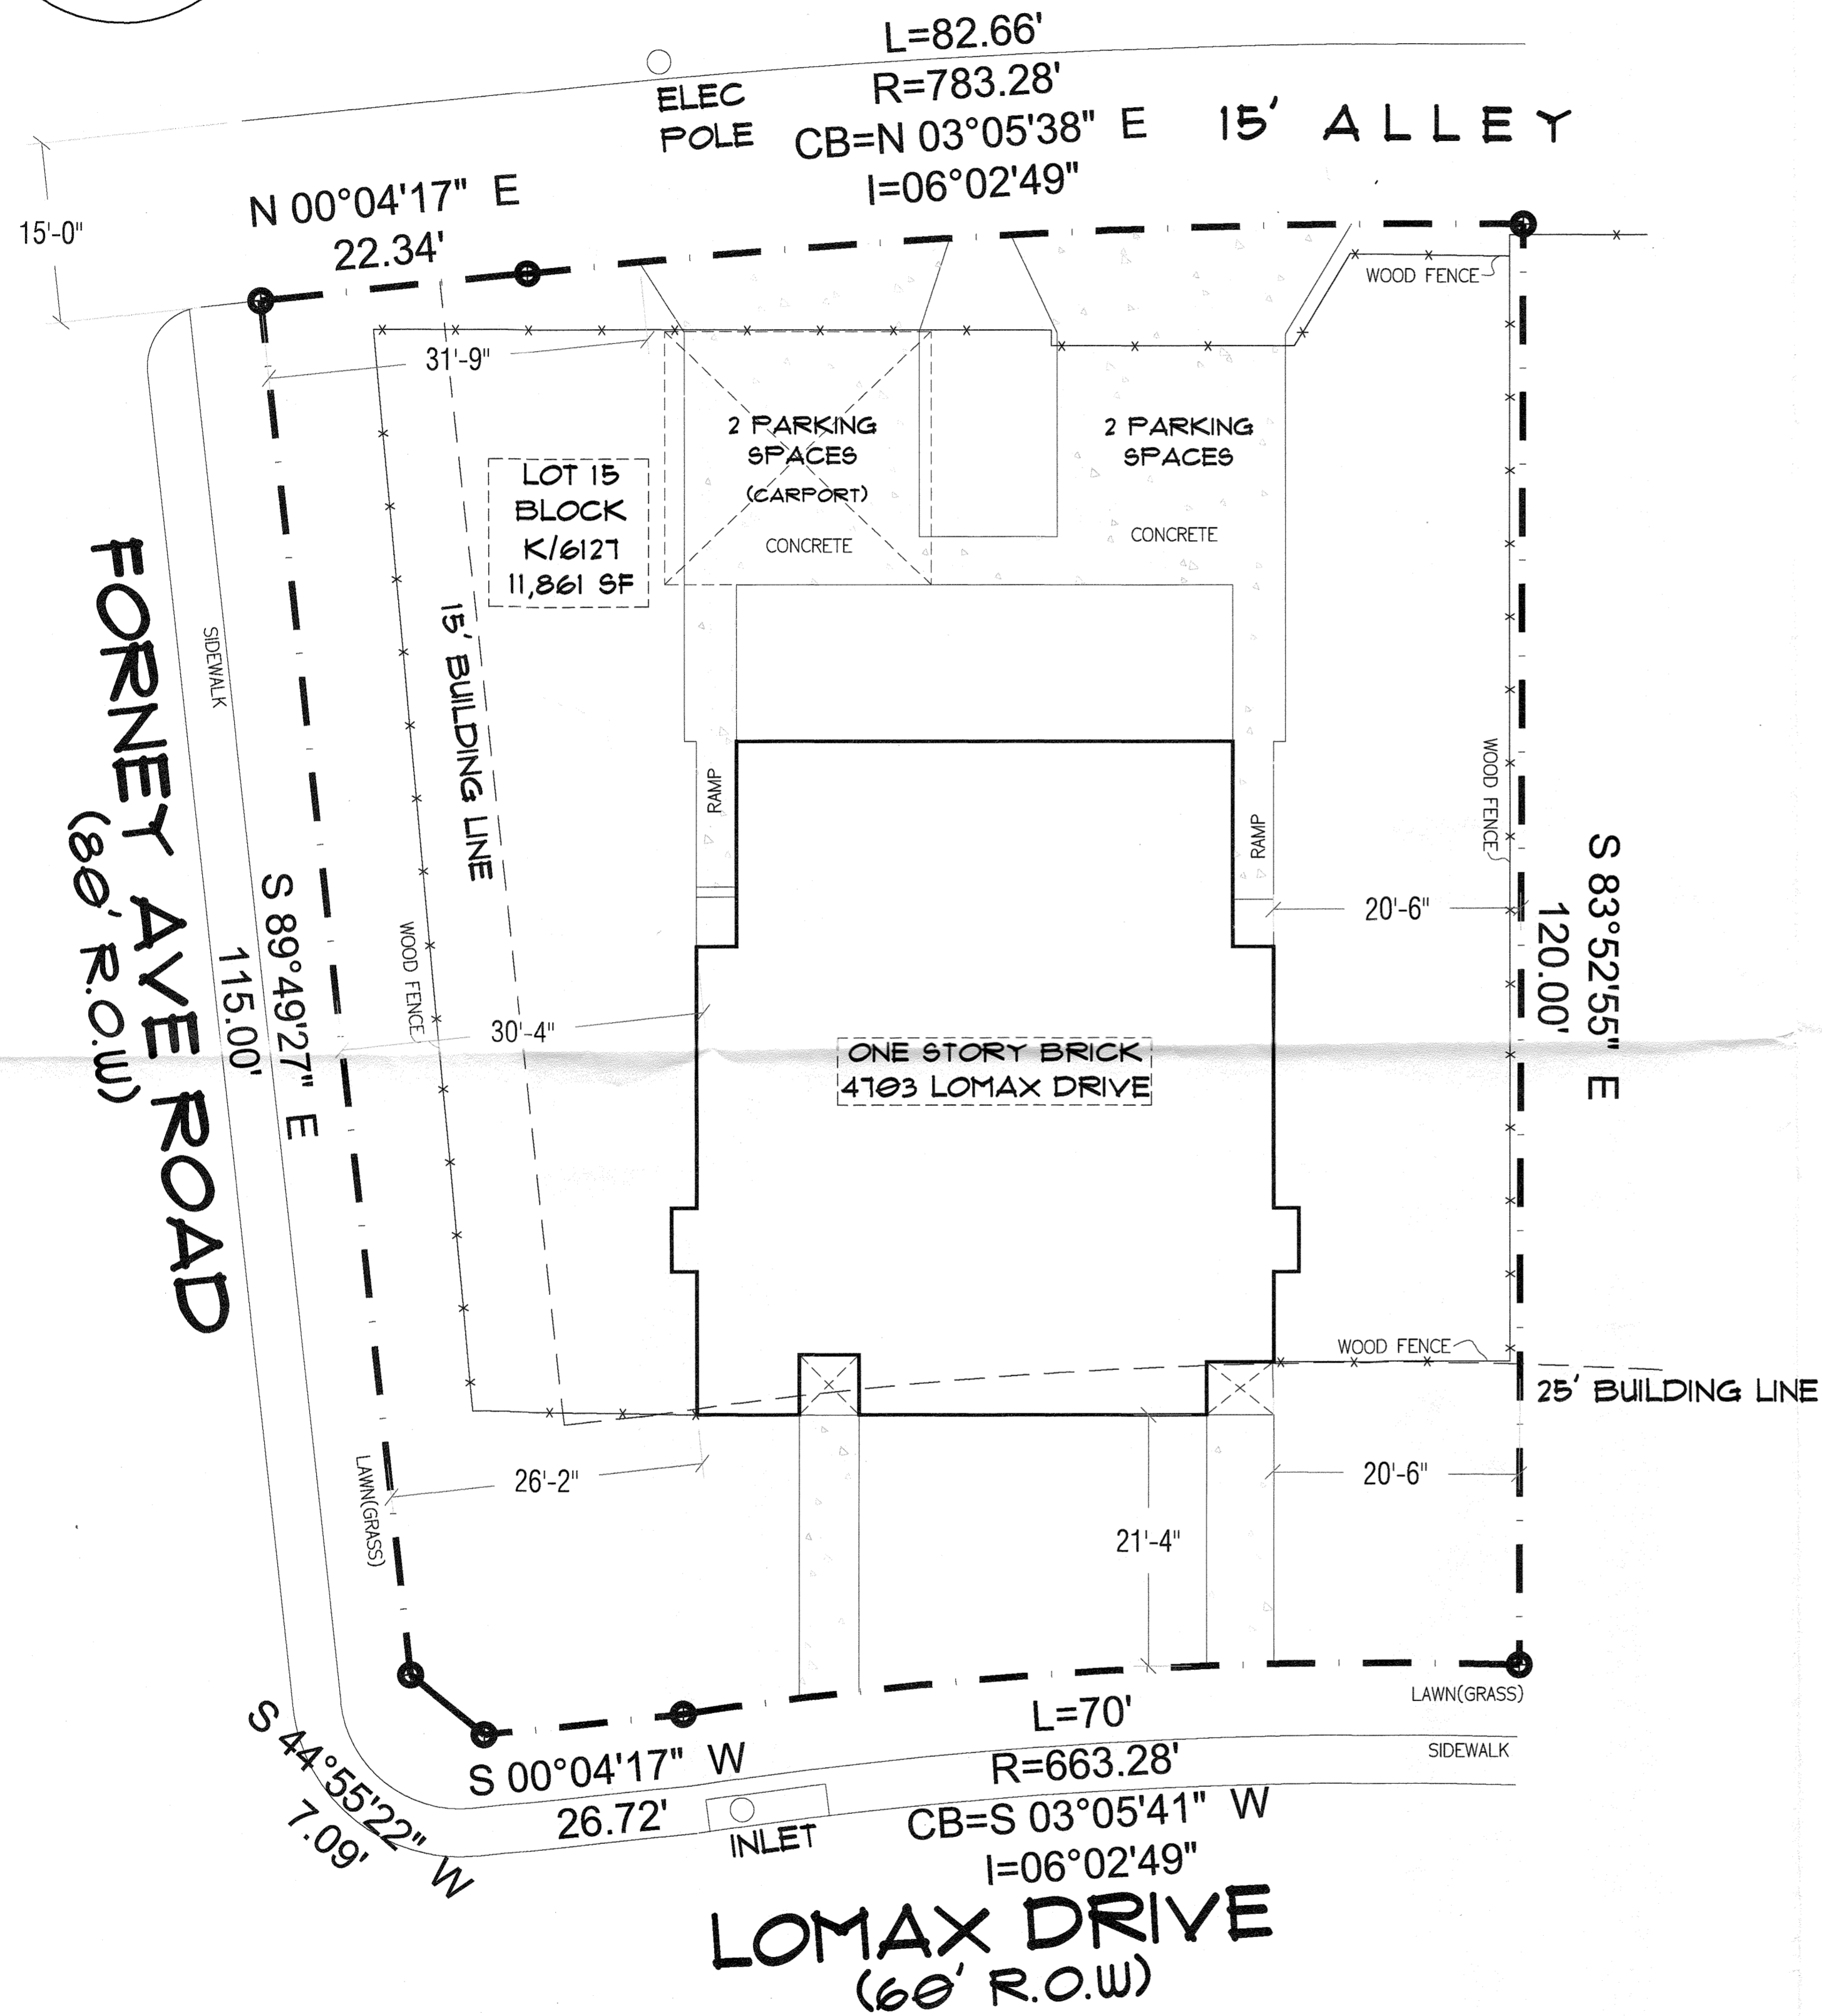 L=82.66'
R=783.28'
CB=N 03°05'38" E
I=06°02'49"
ELEC
POLE
15' ALLEY
15'-0"
N 00°04'17" E
22.34'
WOOD FENCE
31'-9"
2 PARKING
SPACES
(CARPORT)
CONCRETE
2 PARKING
SPACES
CONCRETE
LOT 15
BLOCK
K/6127
11,861 SF
15' BUILDING LINE
SIDEWALK
FORNEY AVE ROAD
(80' R.O.W)
S 89°49'27" E
115.00'
WOOD FENCE
RAMP
RAMP
WOOD FENCE
S 83°52'55" E
120.00'
20'-6"
30'-4"
ONE STORY BRICK
4703 LOMAX DRIVE
WOOD FENCE
25' BUILDING LINE
26'-2"
20'-6"
21'-4"
LAWN(GRASS)
LAWN(GRASS)
SIDEWALK
S 44°55'22" W
7.09'
S 00°04'17" W
26.72'
INLET
L=70'
R=663.28'
CB=S 03°05'41" W
I=06°02'49"
LOMAX DRIVE
(60' R.O.W)